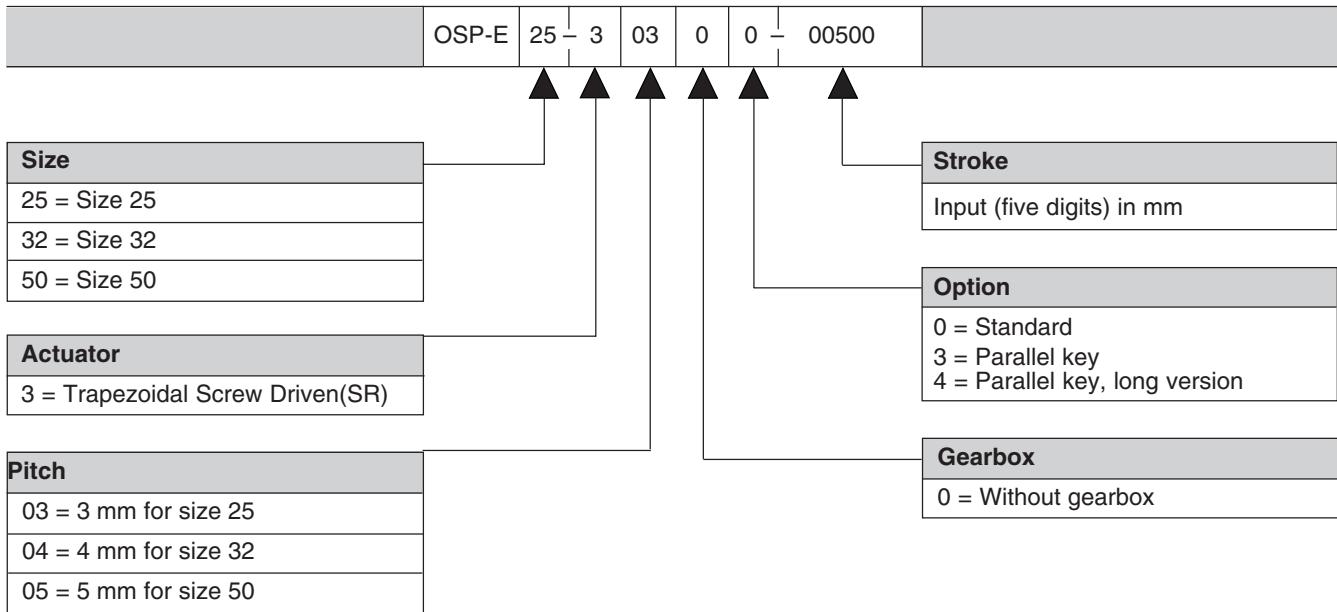 OSP-E 25 – 3 03 0 0 – 00500
Size
25 = Size 25
32 = Size 32
50 = Size 50
Actuator
3 = Trapezoidal Screw Driven(SR)
Pitch
03 = 3 mm for size 25
04 = 4 mm for size 32
05 = 5 mm for size 50
Stroke
Input (five digits) in mm
Option
0 = Standard
3 = Parallel key
4 = Parallel key, long version
Gearbox
0 = Without gearbox